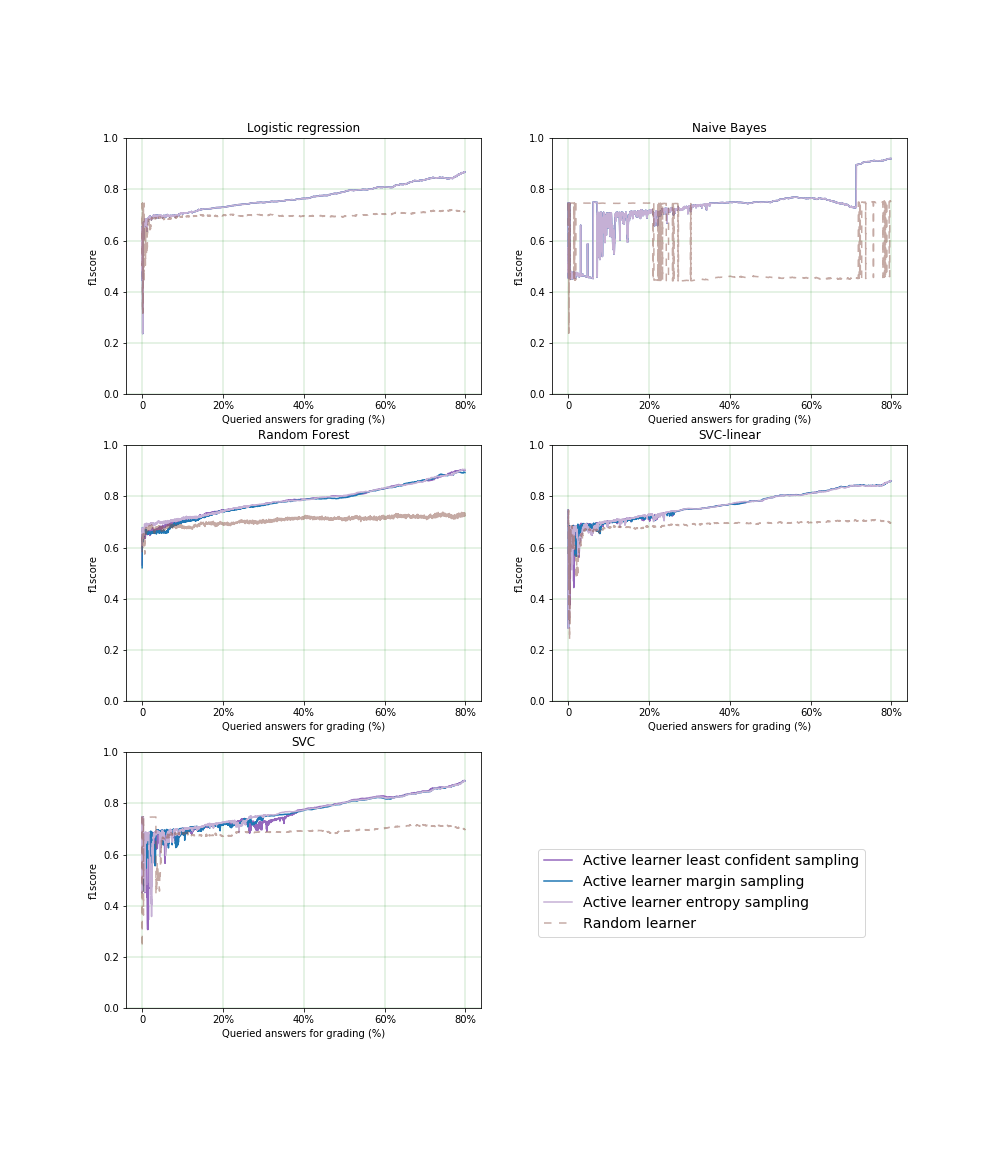 Logistic regression
1.0
0.8
0.6
0.4
0.2
0.0
f1score
0 20% 40% 60% 80%
Queried answers for grading (%)
Naive Bayes
1.0
0.8
0.6
0.4
0.2
0.0
f1score
0 20% 40% 60% 80%
Queried answers for grading (%)
Random Forest
1.0
0.8
0.6
0.4
0.2
0.0
f1score
0 20% 40% 60% 80%
Queried answers for grading (%)
SVC-linear
1.0
0.8
0.6
0.4
0.2
0.0
f1score
0 20% 40% 60% 80%
Queried answers for grading (%)
SVC
1.0
0.8
0.6
0.4
0.2
0.0
f1score
0 20% 40% 60% 80%
Queried answers for grading (%)
Active learner least confident sampling
Active learner margin sampling
Active learner entropy sampling
Random learner